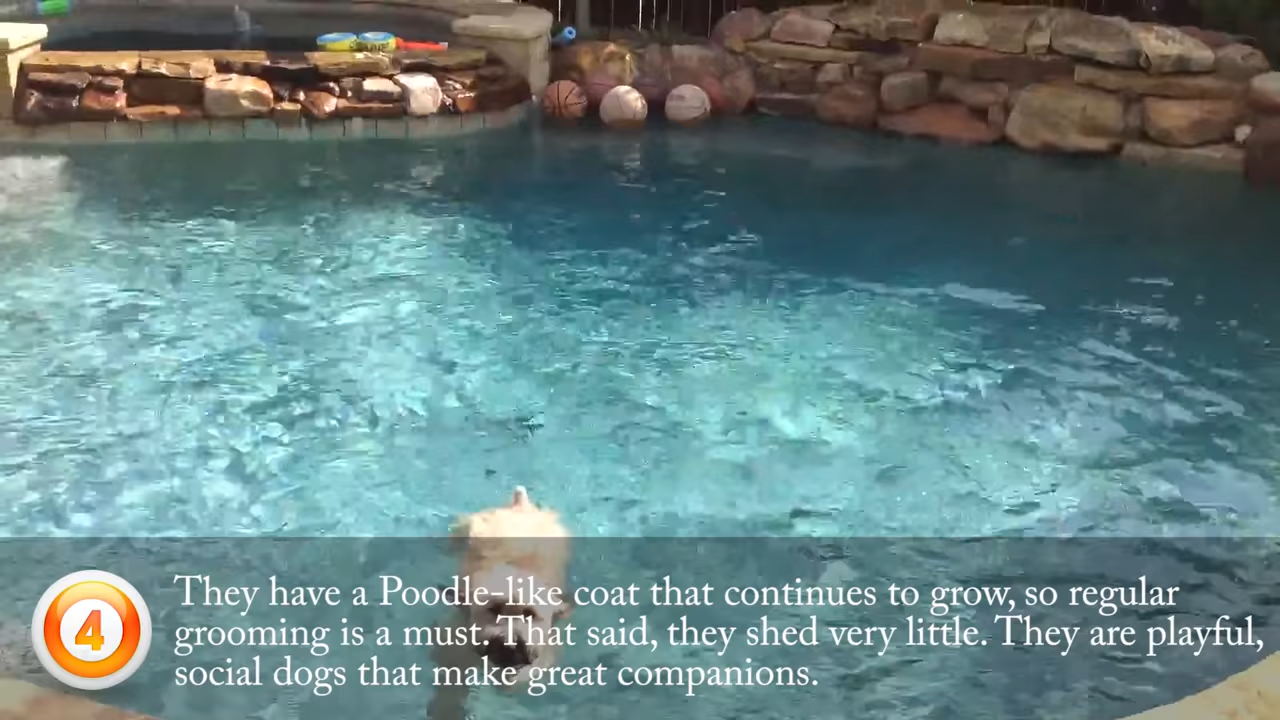 4
They have a Poodle-like coat that continues to grow, so regular
grooming is a must. That said, they shed very little. They are playful,
social dogs that make great companions.